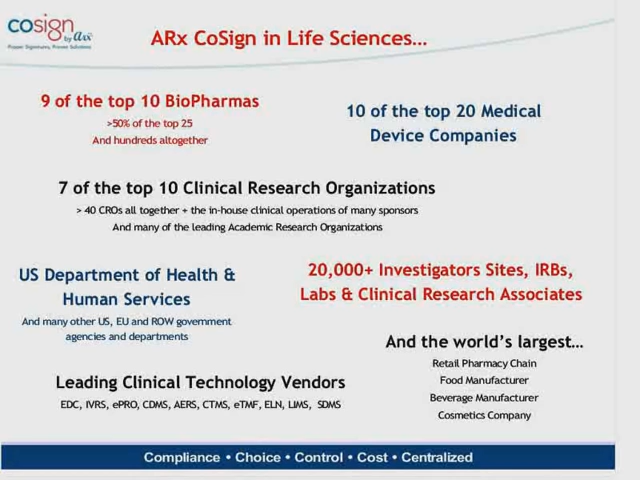 cosign
by arx
ARx CoSign in Life Sciences...
9 of the top 10 BioPharmas
>50% of the top 25
And hundreds altogether
10 of the top 20 Medical
Device Companies
7 of the top 10 Clinical Research Organizations
> 40 CROs all together + the in-house clinical operations of many sponsors
And many of the leading Academic Research Organizations
US Department of Health &
Human Services
And many other US, EU and ROW government
agencies and departments
20,000+ Investigators Sites, IRBs,
Labs & Clinical Research Associates
And the world's largest...
Retail Pharmacy Chain
Food Manufacturer
Beverage Manufacturer
Cosmetics Company
Leading Clinical Technology Vendors
EDC, IVRS, ePRO, CDMS, AERS, CTMS, eTMF, ELN, LIMS, SDMS
Compliance • Choice • Control • Cost • Centralized